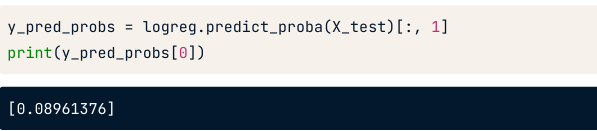 y_pred_probs = logreg.predict_proba(X_test)[:, 1]
print(y_pred_probs[0])
[0.08961376]